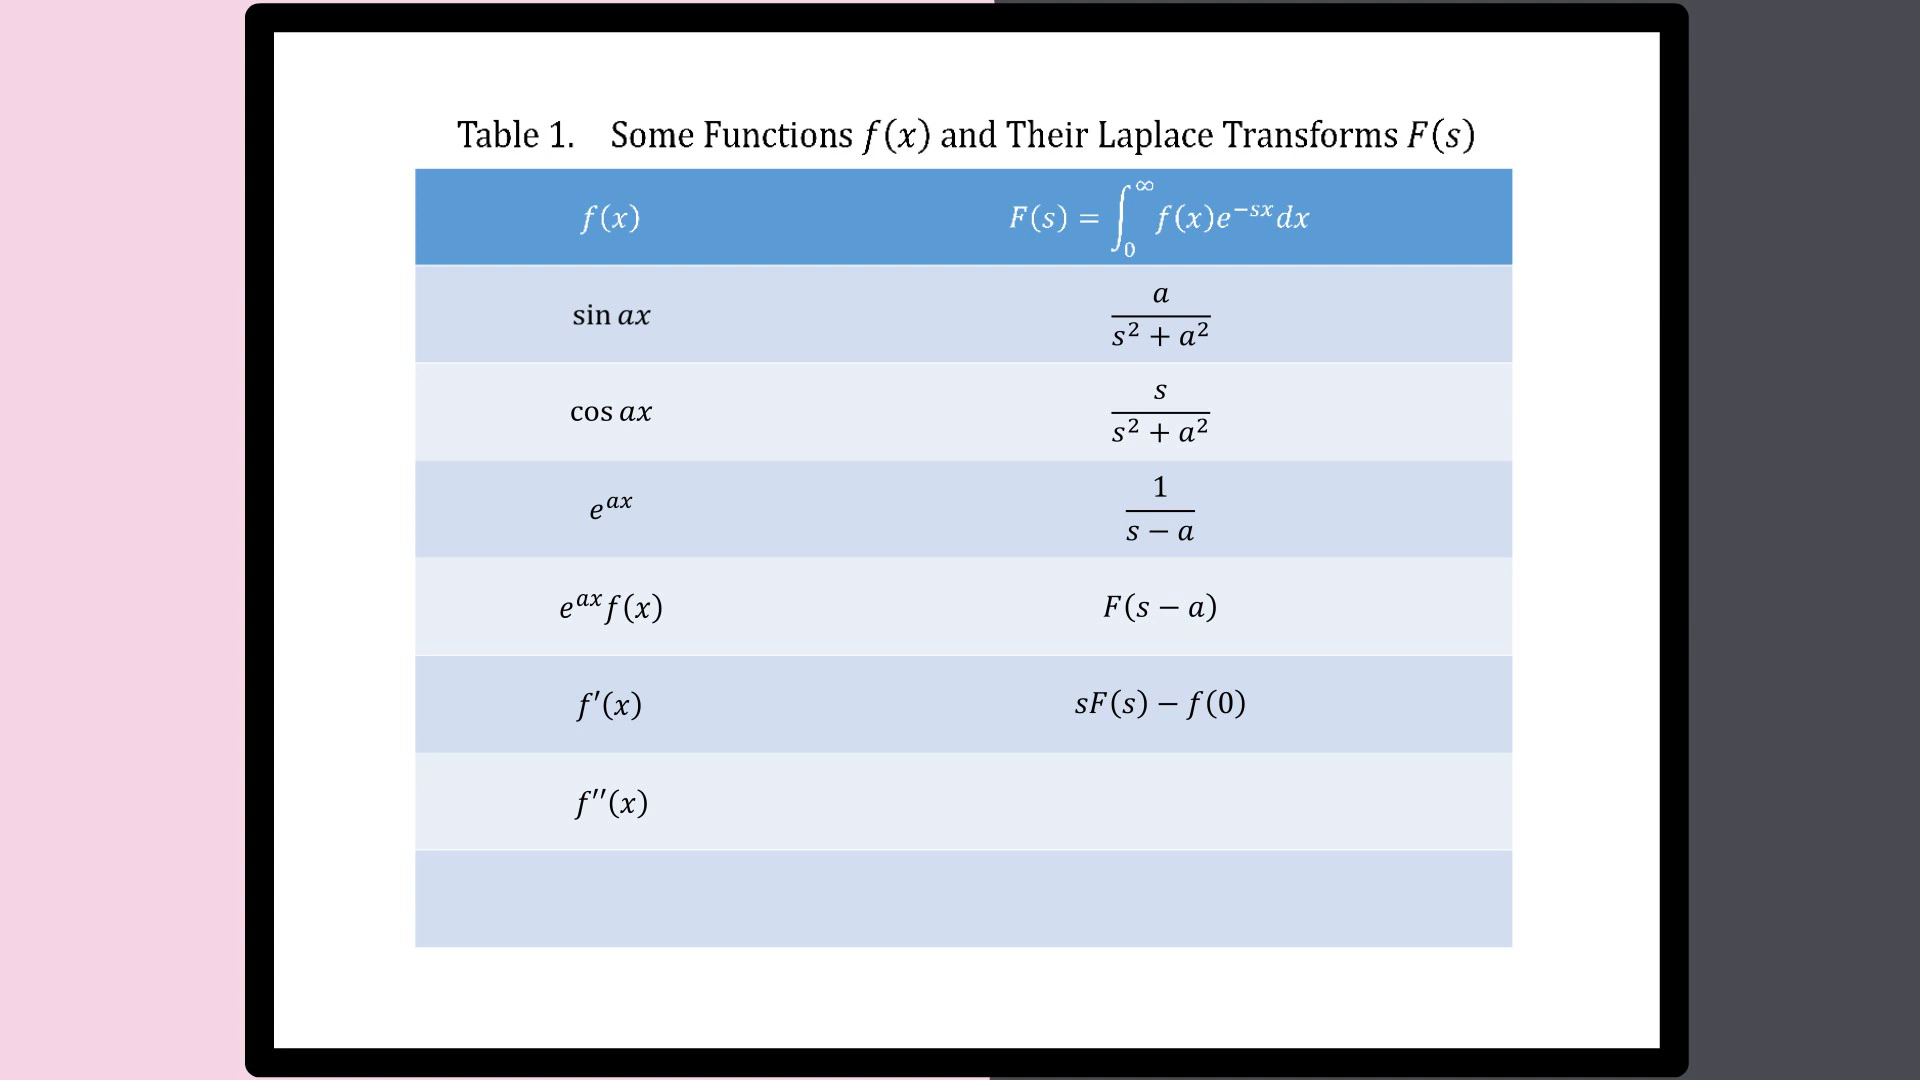 Table 1. Some Functions f(x) and Their Laplace Transforms F(s)
f(x) F(s) = ∫₀^∞ f(x)e^{−sx}dx
sin ax a/(s² + a²)
cos ax s/(s² + a²)
e^{ax} 1/(s − a)
e^{ax}f(x) F(s − a)
f′(x) sF(s) − f(0)
f″(x)